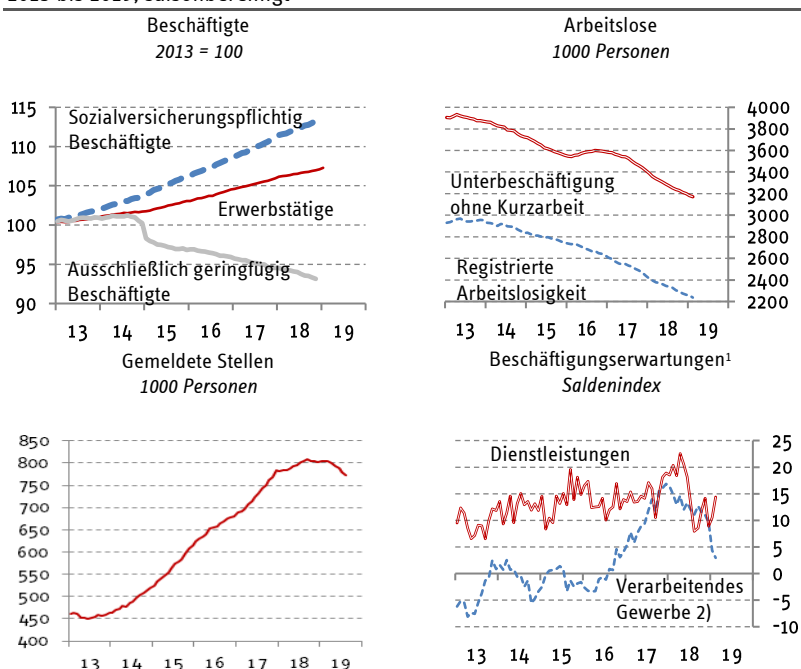 Beschäftigte
2013 = 100
115
110
105
100
95
90
Sozialversicherungspflichtig
Beschäftigte
Erwerbstätige
Ausschließlich geringfügig
Beschäftigte
13 14 15 16 17 18 19
Arbeitslose
1000 Personen
4000
3800
3600
3400
3200
3000
2800
2600
2400
2200
Unterbeschäftigung
ohne Kurzarbeit
Registrierte
Arbeitslosigkeit
13 14 15 16 17 18 19
Gemeldete Stellen
1000 Personen
850
800
750
700
650
600
550
500
450
400
13 14 15 16 17 18 19
Beschäftigungserwartungen¹
Saldenindex
25
20
15
10
5
0
−5
−10
Dienstleistungen
Verarbeitendes
Gewerbe 2)
13 14 15 16 17 18 19